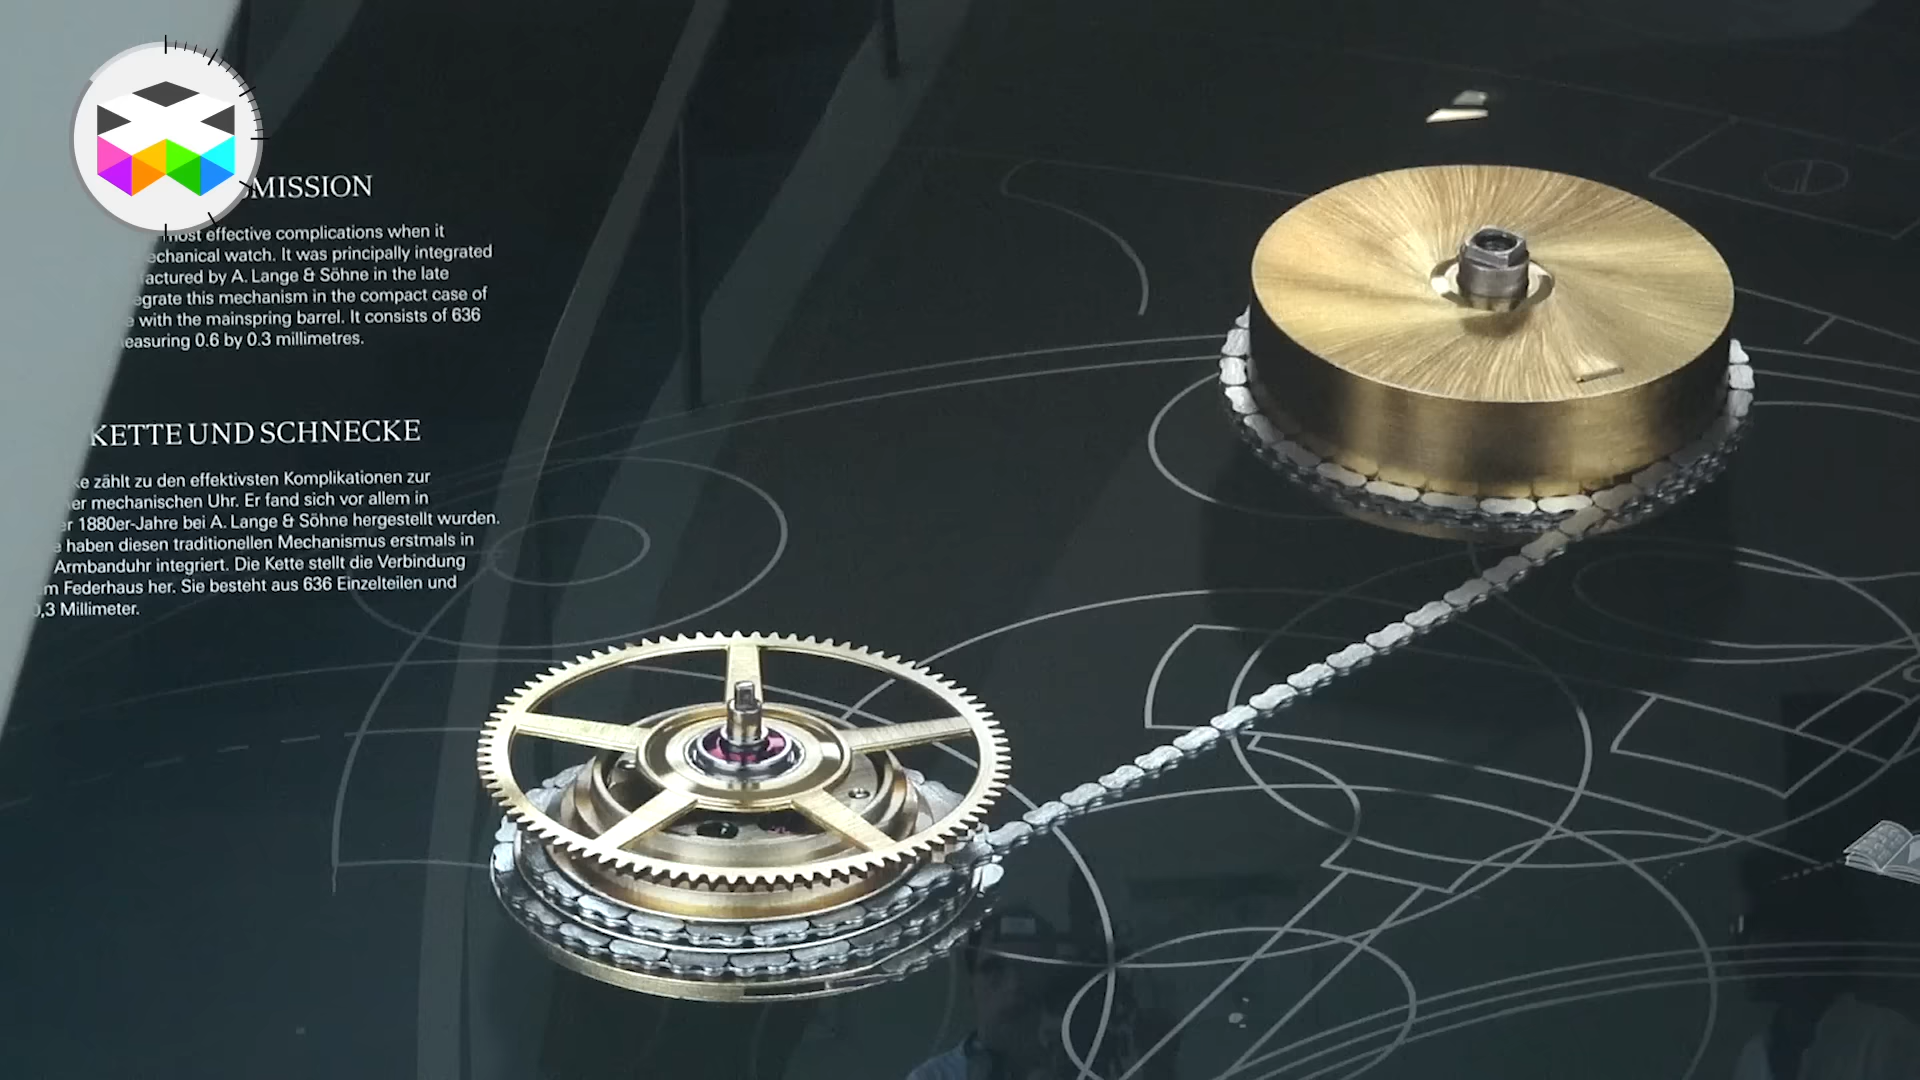 MISSION
most effective complications when it
echanical watch. It was principally integrated
actured by A. Lange & Söhne in the late
egrate this mechanism in the compact case of
e with the mainspring barrel. It consists of 636
easuring 0.6 by 0.3 millimetres.
KETTE UND SCHNECKE
ke zählt zu den effektivsten Komplikationen zur
er mechanischen Uhr. Er fand sich vor allem in
er 1880er-Jahre bei A. Lange & Söhne hergestellt wurden.
e haben diesen traditionellen Mechanismus erstmals in
Armbanduhr integriert. Die Kette stellt die Verbindung
m Federhaus her. Sie besteht aus 636 Einzelteilen und
0,3 Millimeter.